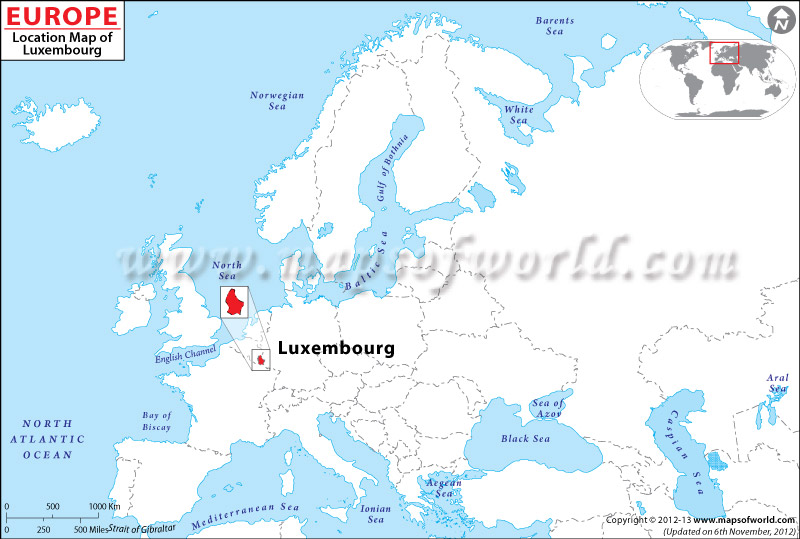 EUROPE
Location Map of
Luxembourg
Barents
Sea
N
Norwegian
Sea
White
Sea
Gulf of Bothnia
www.mapsofworld.com
North
Sea
Baltic Sea
English Channel
Luxembourg
Aral
Sea
Bay of
Biscay
Sea of
Azov
NORTH
ATLANTIC
OCEAN
Black Sea
Caspian Sea
Aegean
Sea
0 500 1000 Km
Mediterranean Sea
Ionian
Sea
0 250 500 Miles
Strait of Gibraltar
Copyright © 2012-13 www.mapsofworld.com
(Updated on 6th November, 2012)